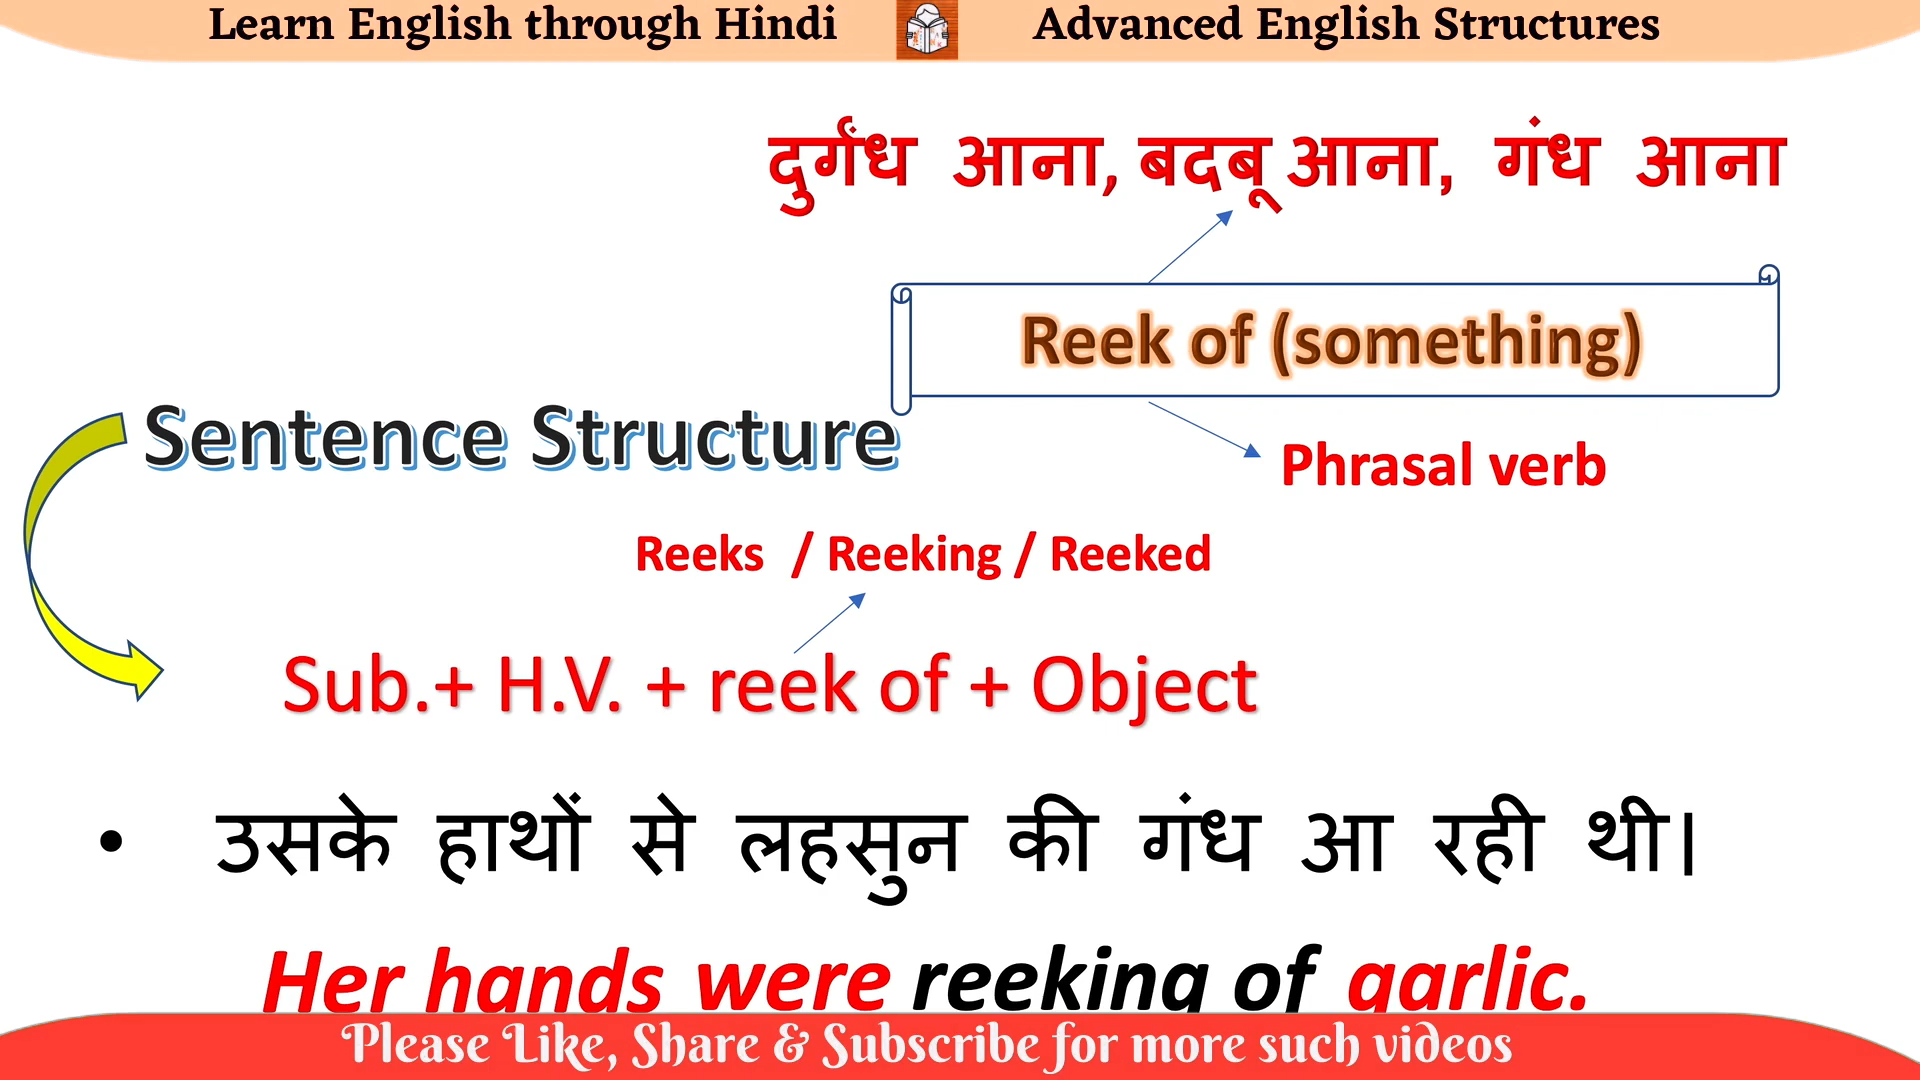 Learn English through Hindi
Advanced English Structures
दुर्गंध आना, बदबू आना, गंध आना
Reek of (something)
Sentence Structure
Phrasal verb
Reeks / Reeking / Reeked
Sub.+ H.V. + reek of + Object
• उसके हाथों से लहसुन की गंध आ रही थी।
Her hands were reeking of garlic.
Please Like, Share & Subscribe for more such videos